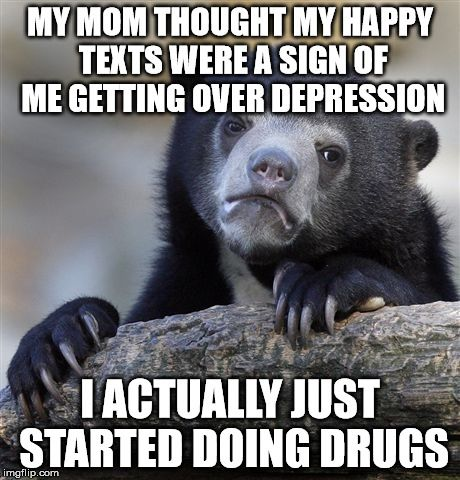 MY MOM THOUGHT MY HAPPY
TEXTS WERE A SIGN OF
ME GETTING OVER DEPRESSION
I ACTUALLY JUST
STARTED DOING DRUGS
imgflip.com